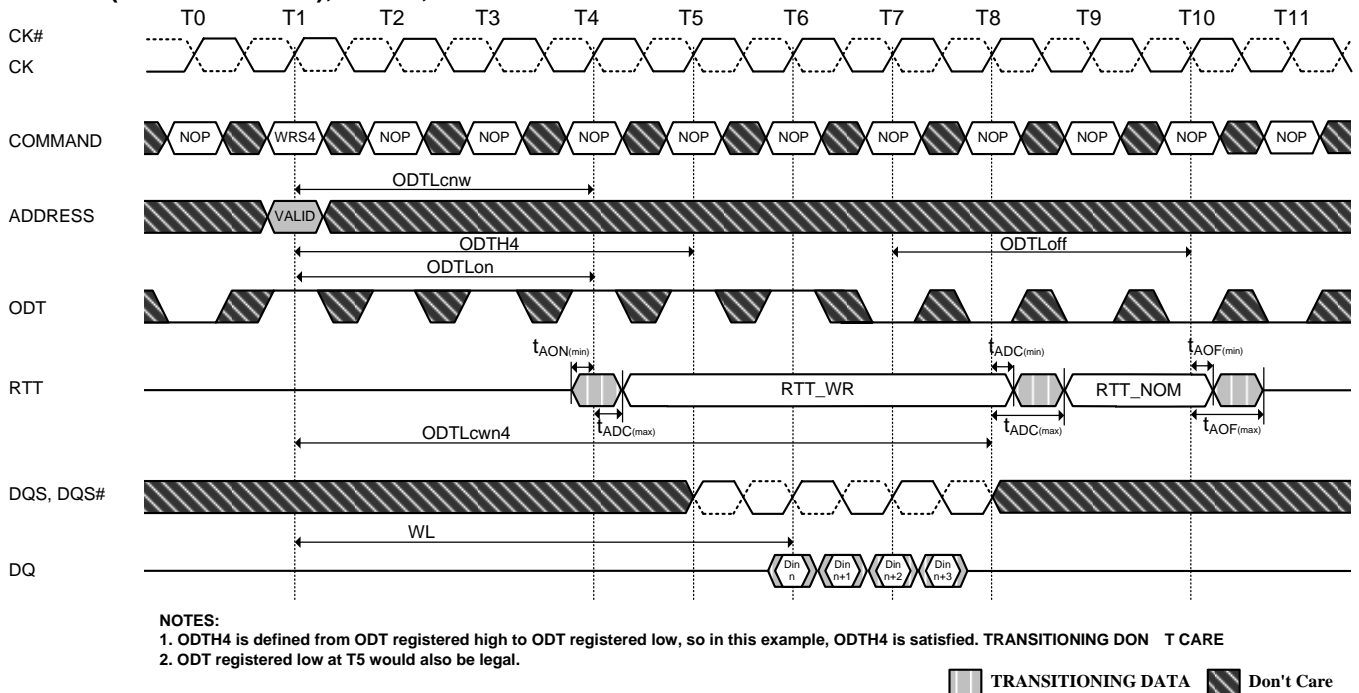 T0 T1 T2 T3 T4 T5 T6 T7 T8 T9 T10 T11
CK#
CK
COMMAND NOP WRS4 NOP NOP NOP NOP NOP NOP NOP NOP NOP NOP
ODTLcnw
ADDRESS VALID
ODTH4 ODTLoff
ODTLon
ODT
tAON(min) tADC(min) tAOF(min)
RTT RTT_WR RTT_NOM
tADC(max) tADC(max) tAOF(max)
ODTLcwn4
DQS, DQS#
WL
DQ Din n Din n+1 Din n+2 Din n+3
NOTES:
1. ODTH4 is defined from ODT registered high to ODT registered low, so in this example, ODTH4 is satisfied. TRANSITIONING DON T CARE
2. ODT registered low at T5 would also be legal.
TRANSITIONING DATA Don't Care